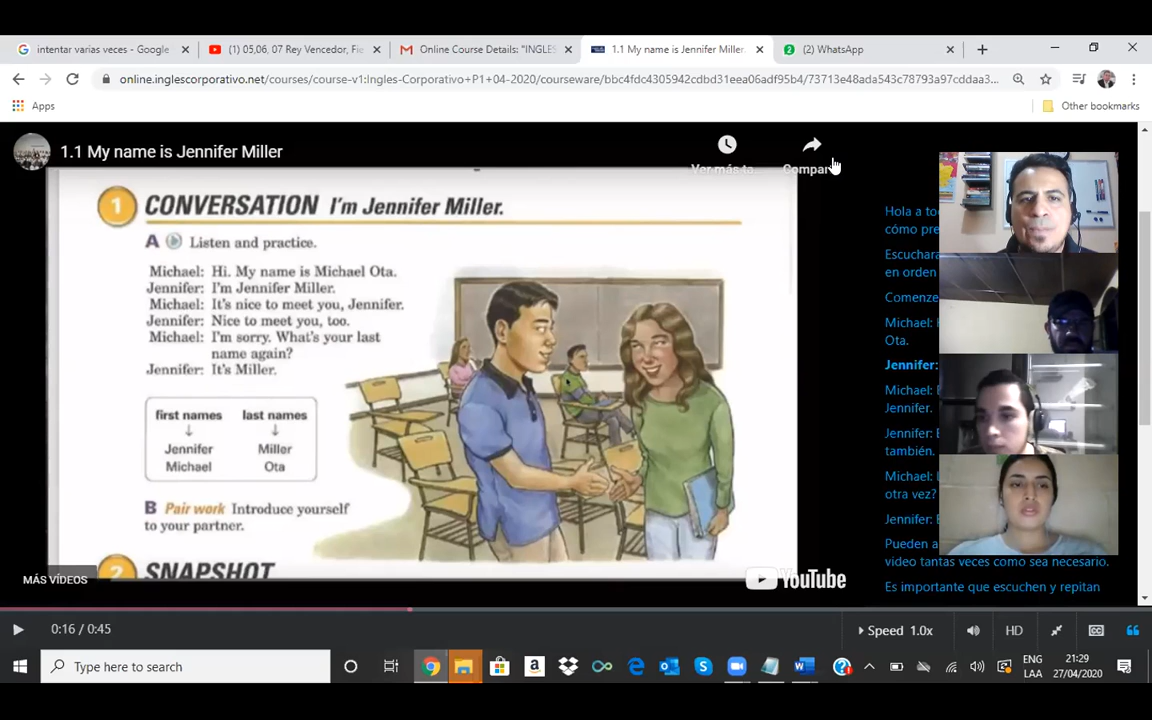 intentar varias veces - Google
(1) 05,06, 07 Rey Vencedor, Fie
Online Course Details: "INGLES
1.1 My name is Jennifer Miller.
(2) WhatsApp
online.inglescorporativo.net/courses/course-v1:Ingles-Corporativo+P1+04-2020/courseware/bbc4fdc4305942cdbd31eea06adf95b4/73713e48ada543c78793a97cddaa3...
Apps
Other bookmarks
1.1 My name is Jennifer Miller
Ver más ta...
Compar
1 CONVERSATION I'm Jennifer Miller.
A Listen and practice.
Michael: Hi. My name is Michael Ota.
Jennifer: I'm Jennifer Miller.
Michael: It's nice to meet you, Jennifer.
Jennifer: Nice to meet you, too.
Michael: I'm sorry. What's your last
name again?
Jennifer: It's Miller.
first names last names
Jennifer Miller
Michael Ota
B Pair work Introduce yourself
to your partner.
2 SNAPSHOT
MÁS VÍDEOS
YouTube
Hola a to
cómo pre
Escuchara
en orden
Comenze
Michael: 
Ota.
Jennifer:
Michael: E
Jennifer.
Jennifer: E
también.
Michael: L
otra vez?
Jennifer: E
Pueden a
video tantas veces como sea necesario.
Es importante que escuchen y repitan
0:16 / 0:45
Speed 1.0x
HD
Type here to search
ENG 21:29
LAA 27/04/2020